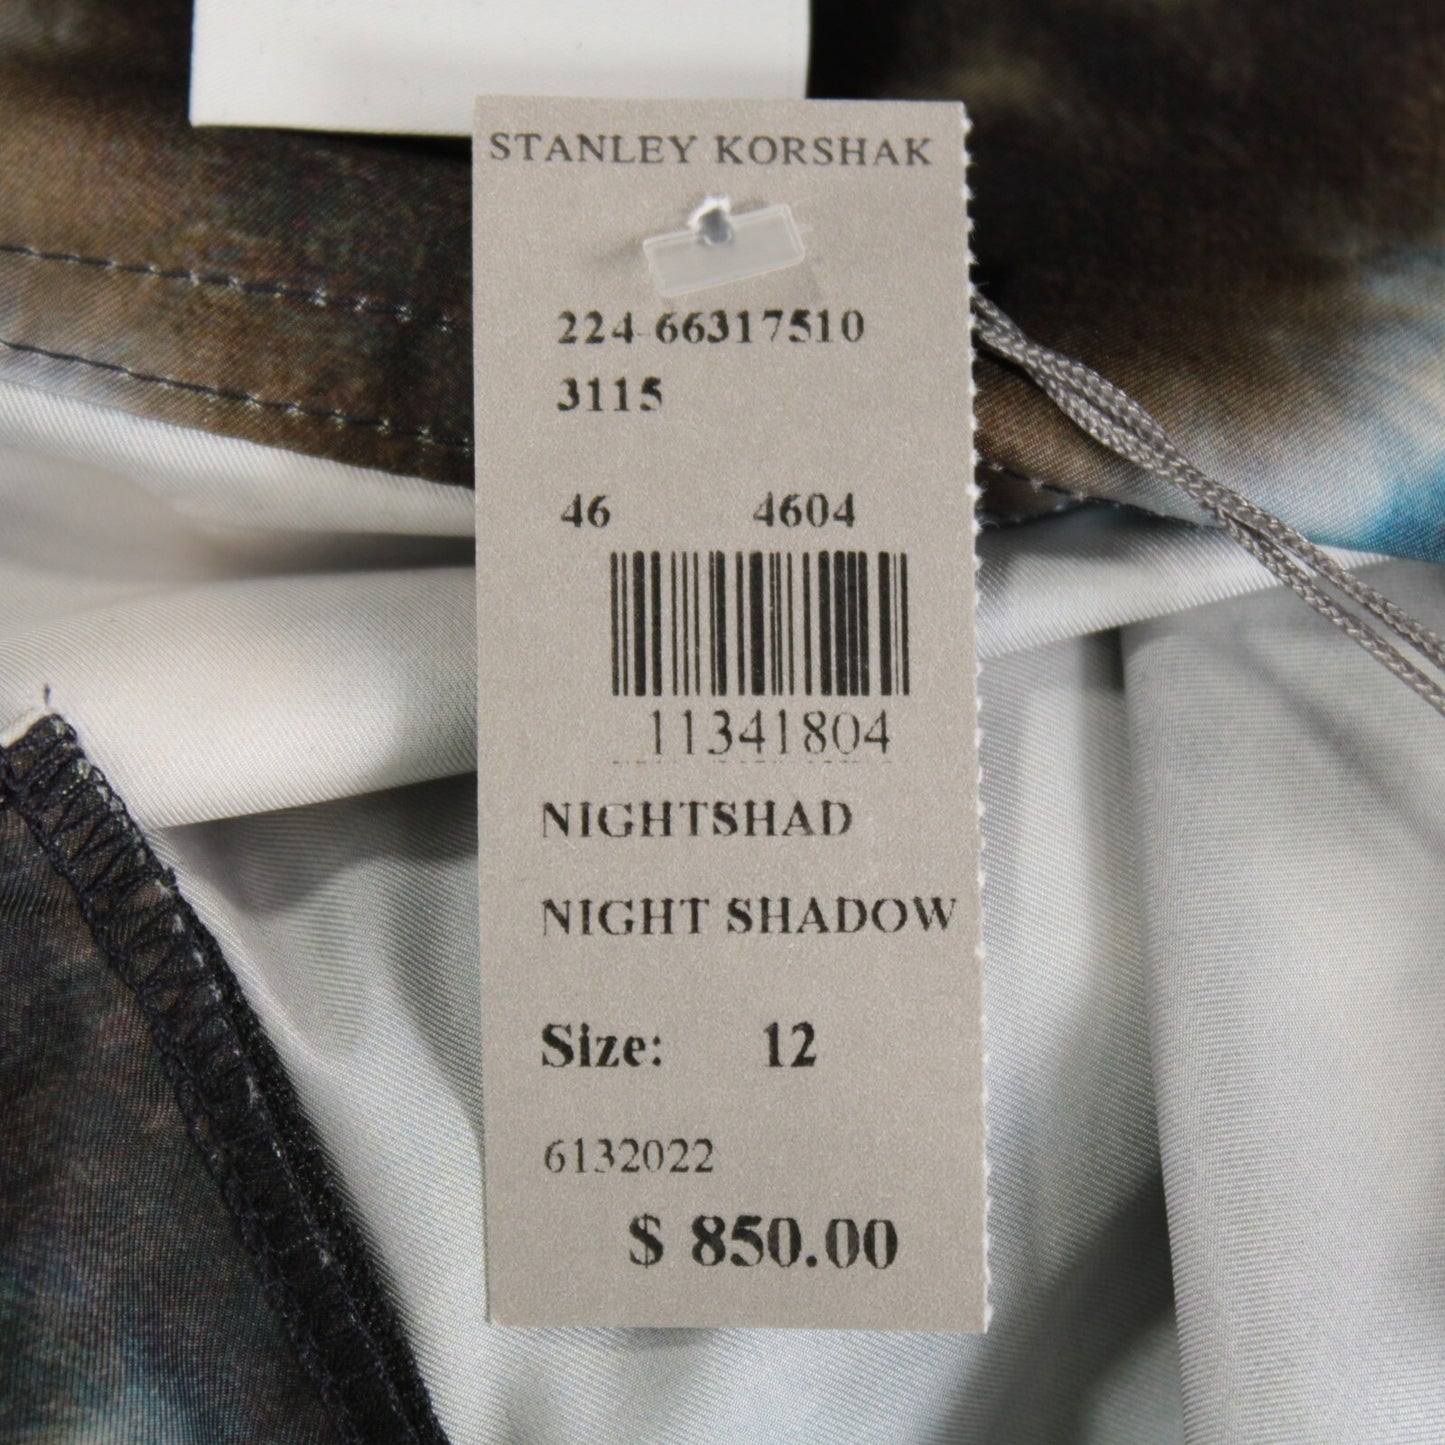 STANLEY KORSHAK
224 66317510
3115
46 4604
11341804
NIGHTSHAD
NIGHT SHADOW
Size: 12
6132022
$ 850.00